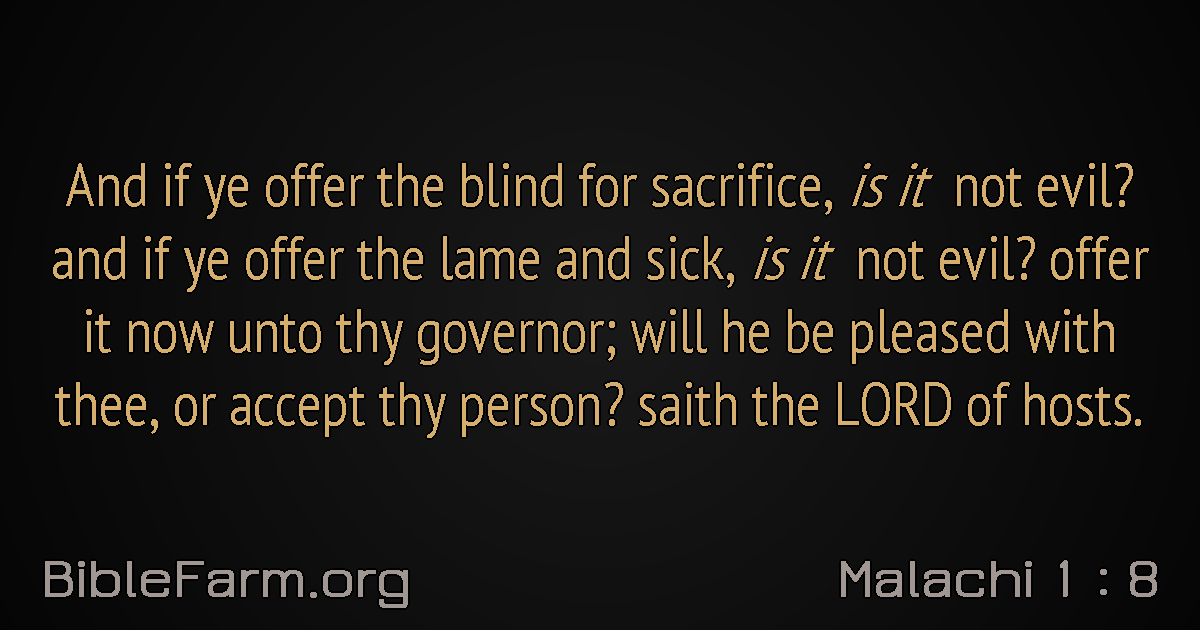 And if ye offer the blind for sacrifice, is it not evil?
and if ye offer the lame and sick, is it not evil? offer
it now unto thy governor; will he be pleased with
thee, or accept thy person? saith the LORD of hosts.
BibleFarm.org
Malachi 1 : 8